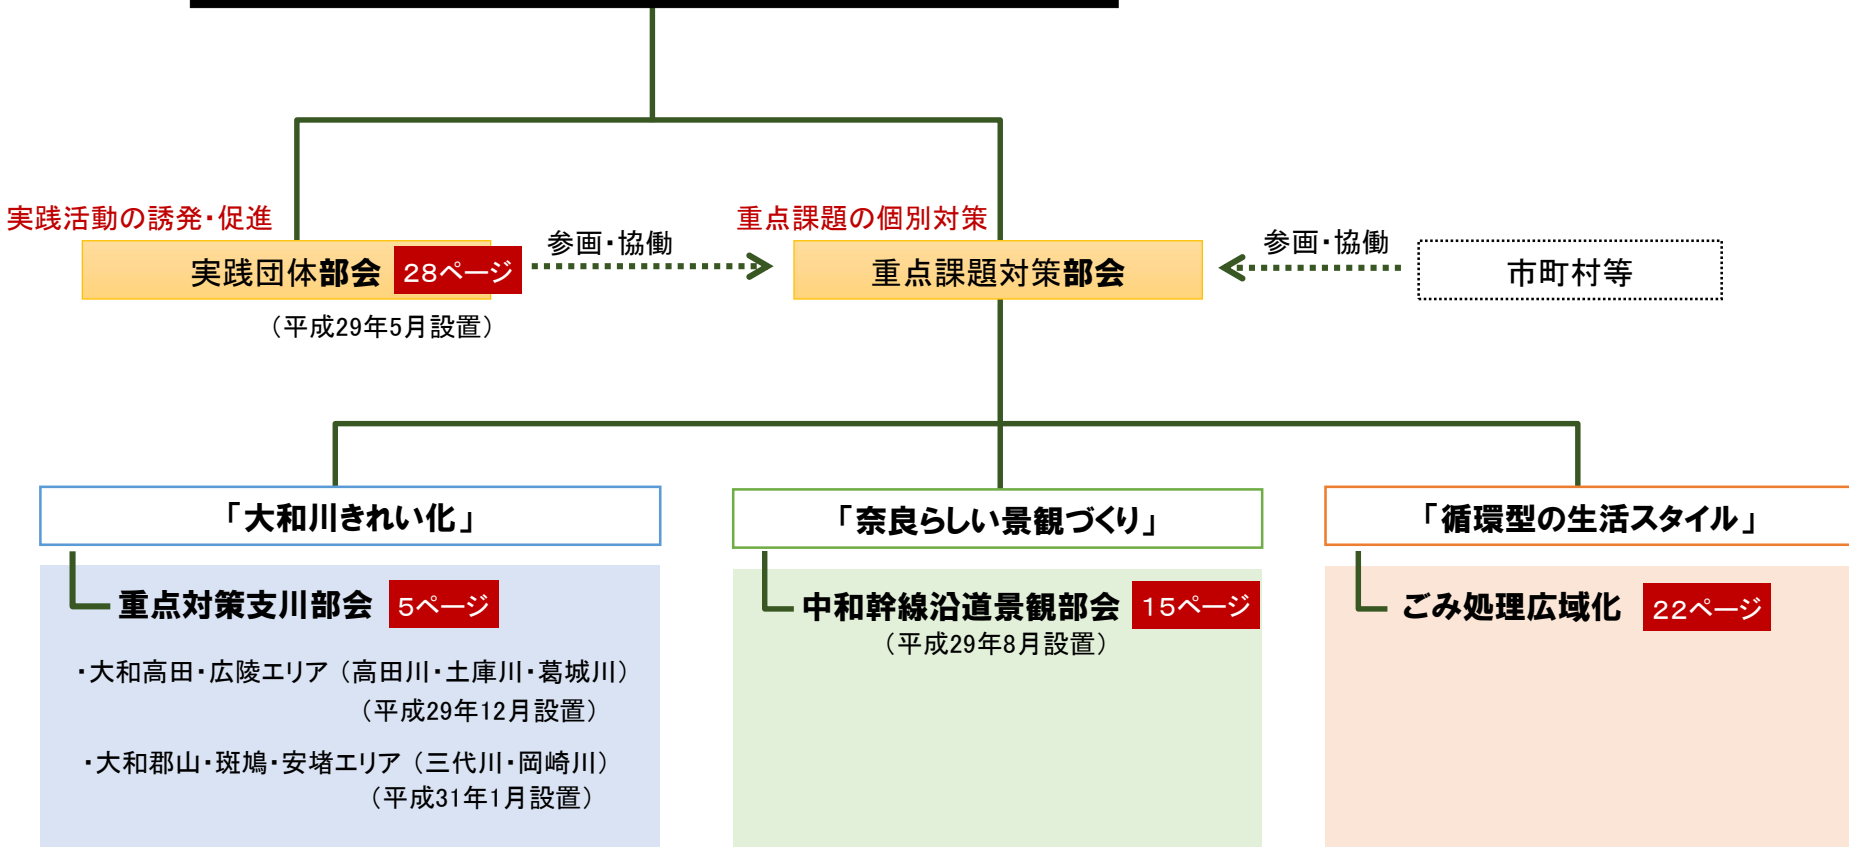 実践活動の誘発・促進
重点課題の個別対策
実践団体部会 28ページ
参画・協働
重点課題対策部会
参画・協働
市町村等
（平成29年5月設置）
「大和川きれい化」
「奈良らしい景観づくり」
「循環型の生活スタイル」
重点対策支川部会 5ページ
・大和高田・広陵エリア（高田川・土庫川・葛城川）
（平成29年12月設置）
・大和郡山・斑鳩・安堵エリア（三代川・岡崎川）
（平成31年1月設置）
中和幹線沿道景観部会 15ページ
（平成29年8月設置）
ごみ処理広域化 22ページ